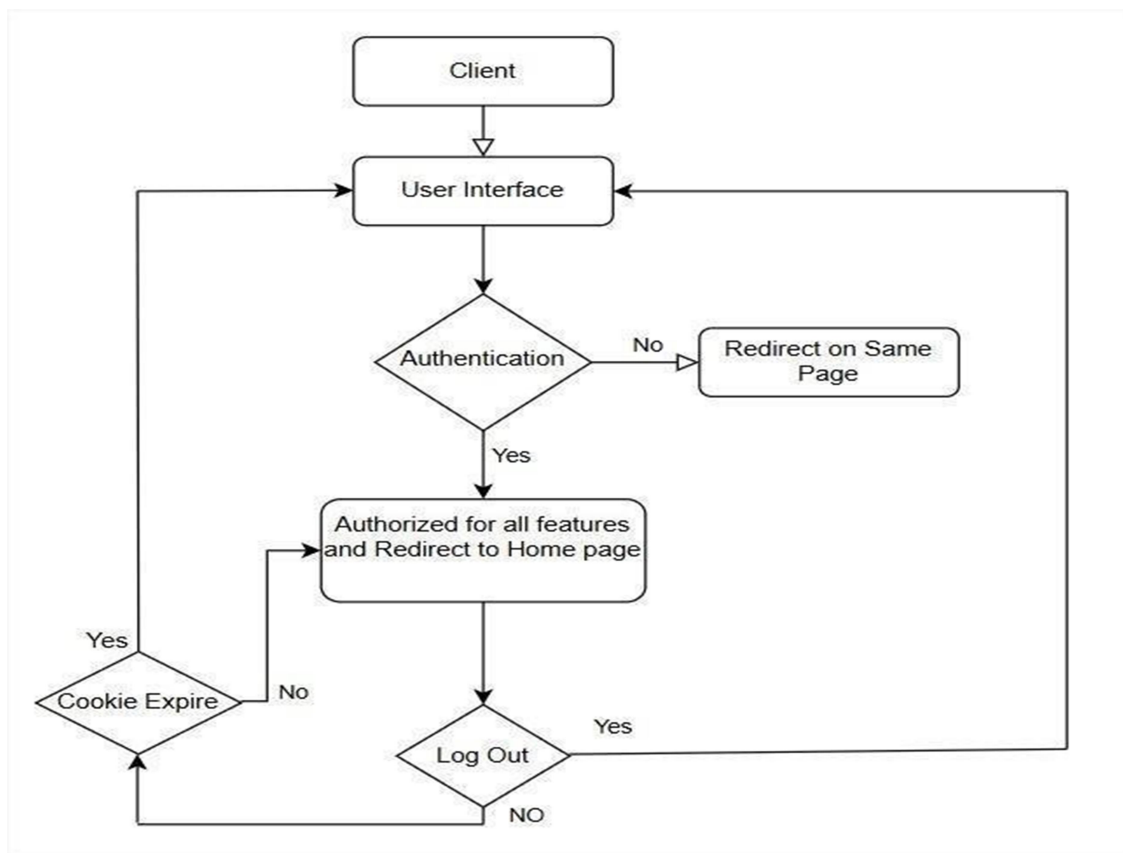 Client
User Interface
Authentication
No
Redirect on Same
Page
Yes
Authorized for all features
and Redirect to Home page
Yes
Cookie Expire
No
Log Out
Yes
NO